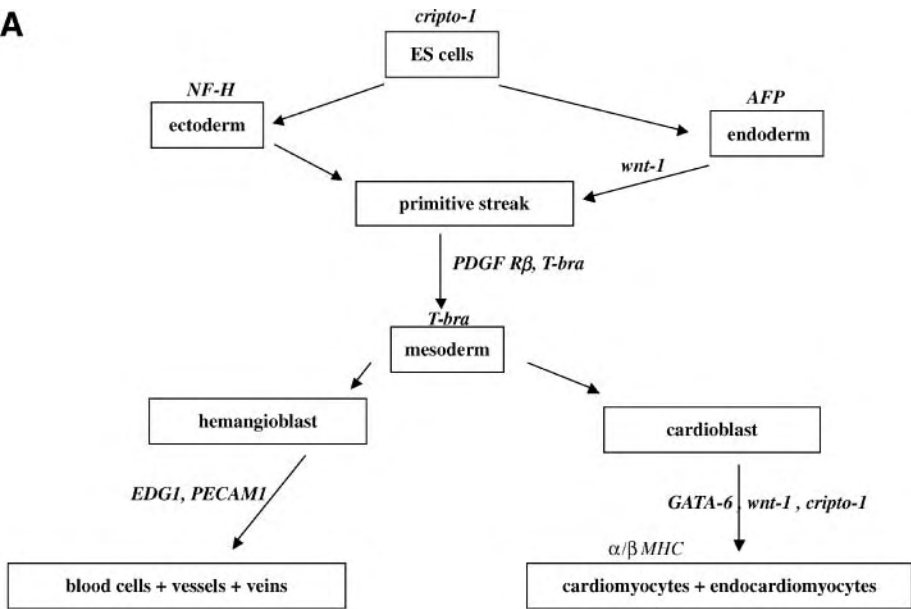 A
cripto-1
ES cells
NF-H
ectoderm
AFP
endoderm
wnt-1
primitive streak
PDGF Rβ, T-bra
T-bra
mesoderm
hemangioblast
cardioblast
EDG1, PECAM1
GATA-6 , wnt-1 , cripto-1
α/β MHC
blood cells + vessels + veins
cardiomyocytes + endocardiomyocytes